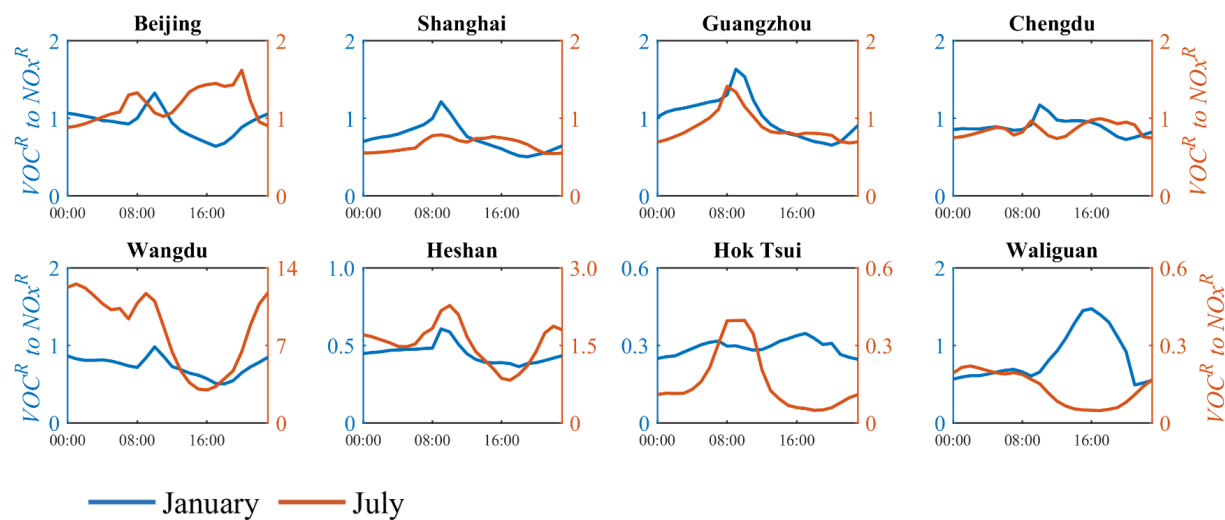 Beijing Shanghai Guangzhou Chengdu
2 2 2 2 2 2 2 2
VOC^R to NOx^R VOC^R to NOx^R
1 1 1 1 1 1 1 1
0 0 0 0 0 0 0 0
00:00 08:00 16:00 00:00 08:00 16:00 00:00 08:00 16:00 00:00 08:00 16:00
Wangdu Heshan Hok Tsui Waliguan
2 14 1.0 3.0 0.6 0.6 2 0.6
VOC^R to NOx^R VOC^R to NOx^R
1 7 0.5 1.5 0.3 0.3 1 0.3
0 0 0 0 0 0 0 0
00:00 08:00 16:00 00:00 08:00 16:00 00:00 08:00 16:00 00:00 08:00 16:00
January July